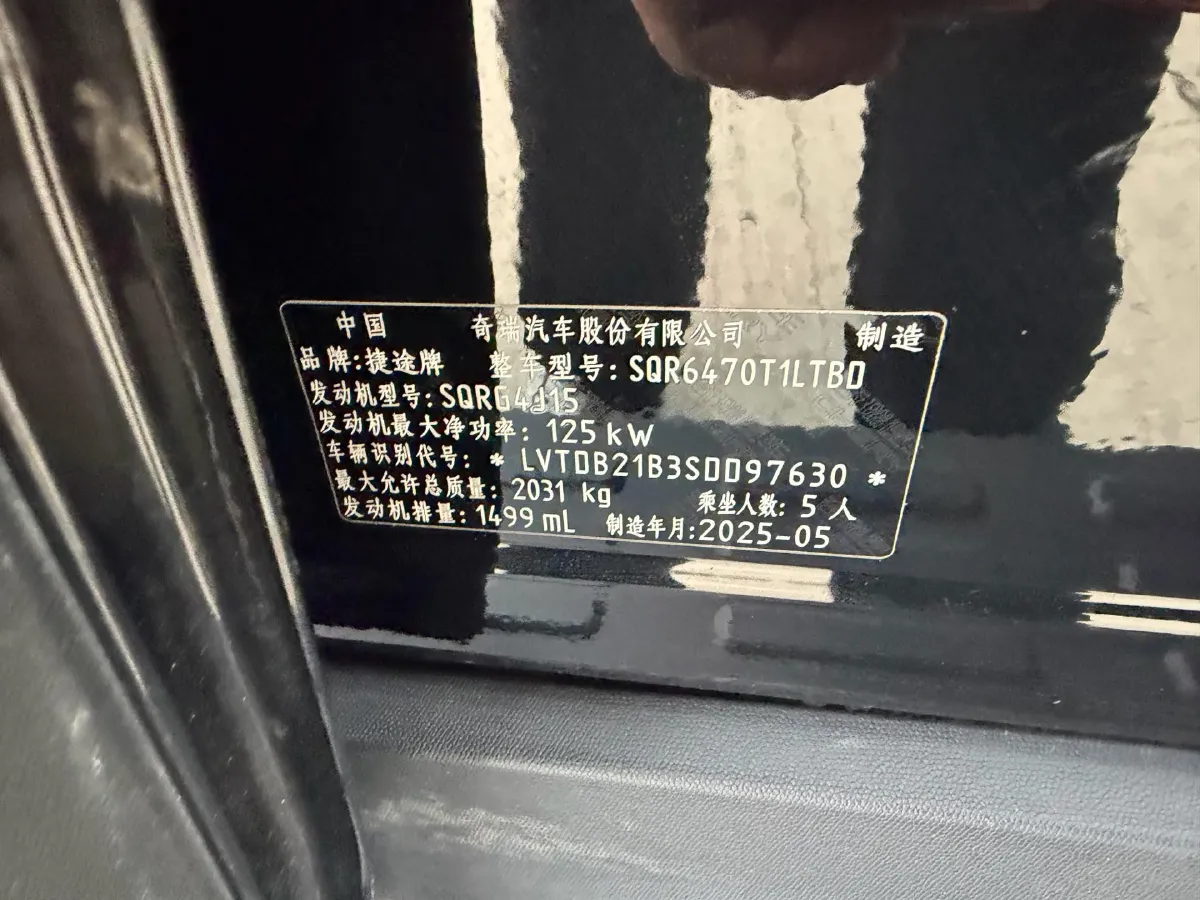 中国 奇瑞汽车股份有限公司 制造
品牌:捷途牌 整车型号:SQR6470T1LTBD
发动机型号:SQRG4J15
发动机最大净功率:125kW
车辆识别代号:* LVTDB21B3SD097630 *
最大允许总质量:2031 kg 乘坐人数:5人
发动机排量:1499 mL 制造年月:2025-05